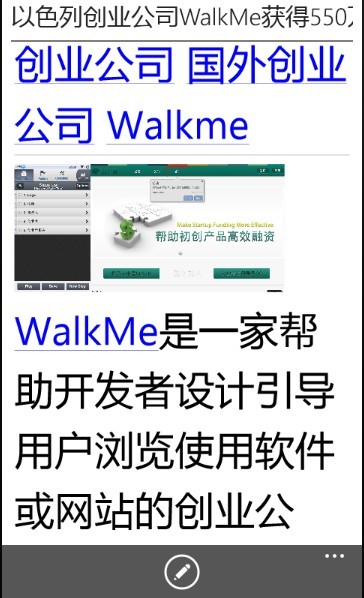 以色列创业公司WalkMe获得550万
创业公司 国外创业
公司 Walkme
Make Startup Funding More Effective
帮助初创产品高效融资
WalkMe是一家帮
助开发者设计引导
用户浏览使用软件
或网站的创业公